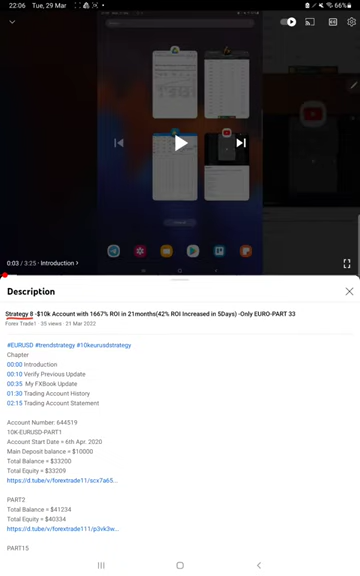 22:06 Tue, 29 Mar
66%
0:03 / 3:25 · Introduction >
Description
Strategy 8 -$10k Account with 1667% ROI in 21months(42% ROI Increased in 5Days) -Only EURO-PART 33
Forex Trade1 · 35 views · 21 Mar 2022
#EURUSD #trendstrategy #10keurusdstrategy
Chapter
00:00 Introduction
00:10 Verify Previous Update
00:35 My FXBook Update
01:30 Trading Account History
02:15 Trading Account Statement
Account Number: 644519
10K-EURUSD-PART1
Account Start Date = 6th Apr. 2020
Main Deposit balance = $10000
Total Balance = $33200
Total Equity = $33209
https://d.tube/v/forextrade11/scx7a65...
PART2
Total Balance = $41234
Total Equity = $40334
https://d.tube/v/forextrade111/p3vk3w...
PART15